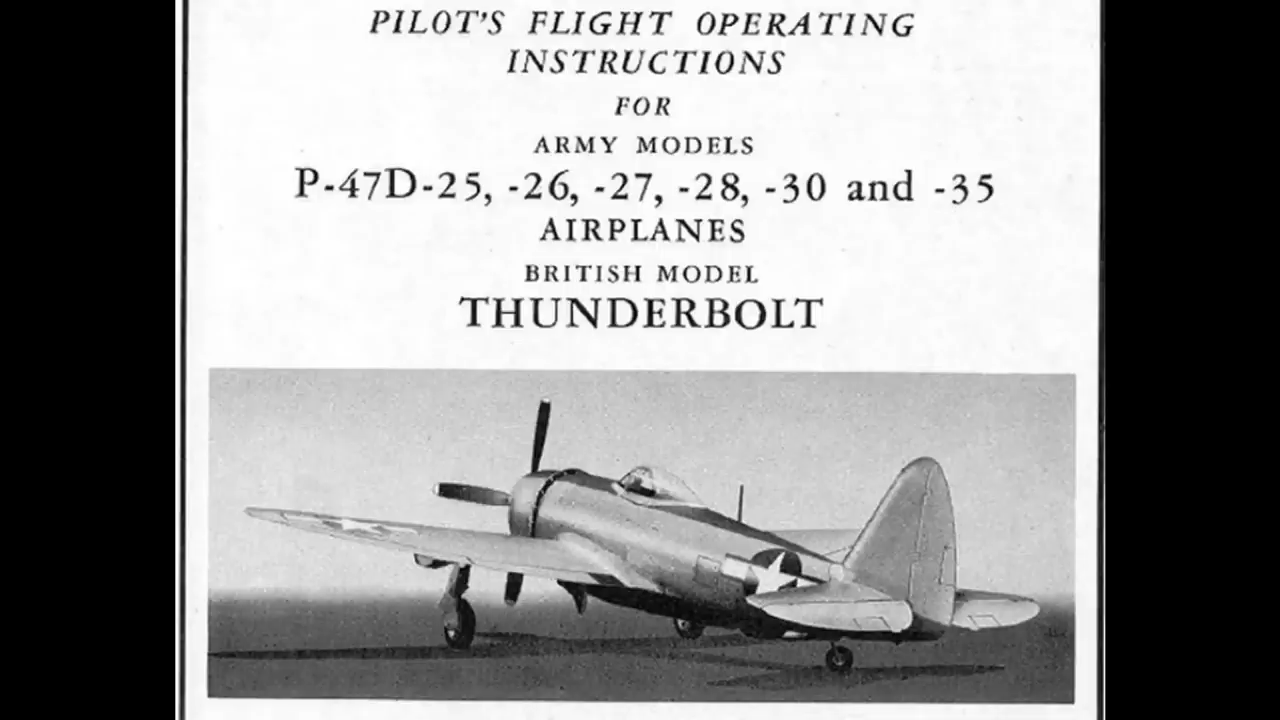 PILOT'S FLIGHT OPERATING
INSTRUCTIONS
FOR
ARMY MODELS
P-47D-25, -26, -27, -28, -30 and -35
AIRPLANES
BRITISH MODEL
THUNDERBOLT